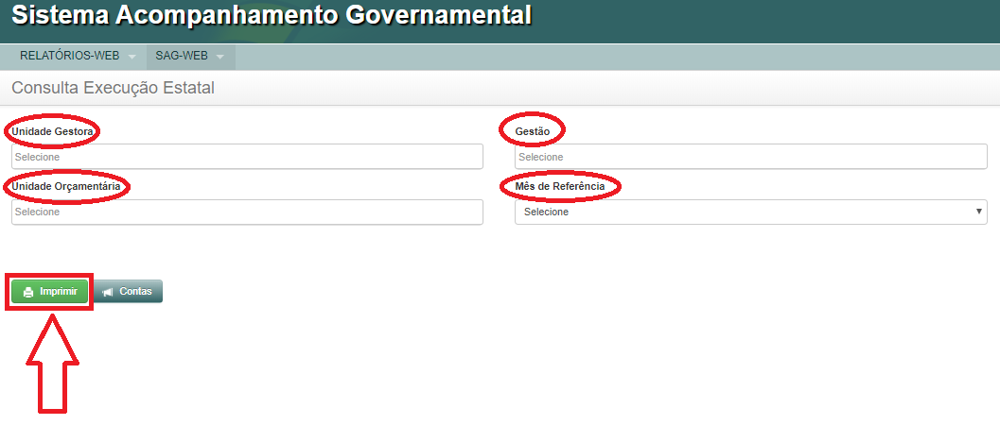 Sistema Acompanhamento Governamental
RELATÓRIOS-WEB SAG-WEB
Consulta Execução Estatal
Unidade Gestora Gestão
Selecione Selecione
Unidade Orçamentária Mês de Referência
Selecione Selecione
Imprimir Contas